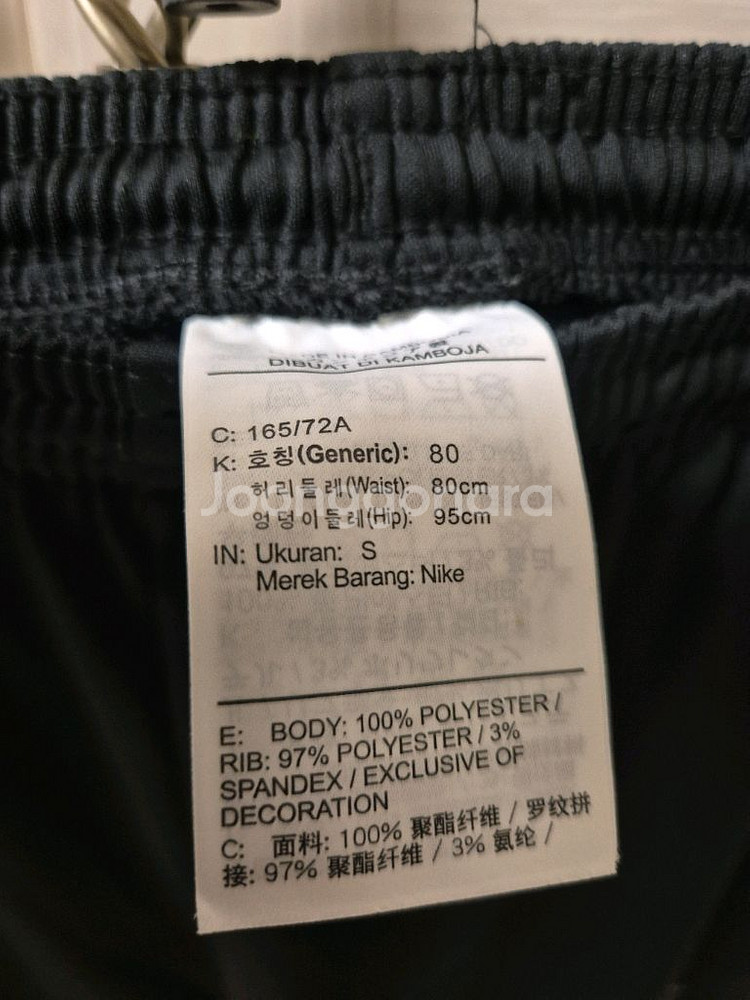 DIBUAT DI KAMBOJA
C: 165/72A
K: 호칭(Generic): 80
허리둘레(Waist): 80cm
엉덩이둘레(Hip): 95cm
IN: Ukuran: S
Merek Barang: Nike
Joonggonara
E: BODY: 100% POLYESTER /
RIB: 97% POLYESTER / 3%
SPANDEX / EXCLUSIVE OF
DECORATION
C: 面料: 100% 聚酯纤维 / 罗纹拼
接: 97% 聚酯纤维 / 3% 氨纶 /